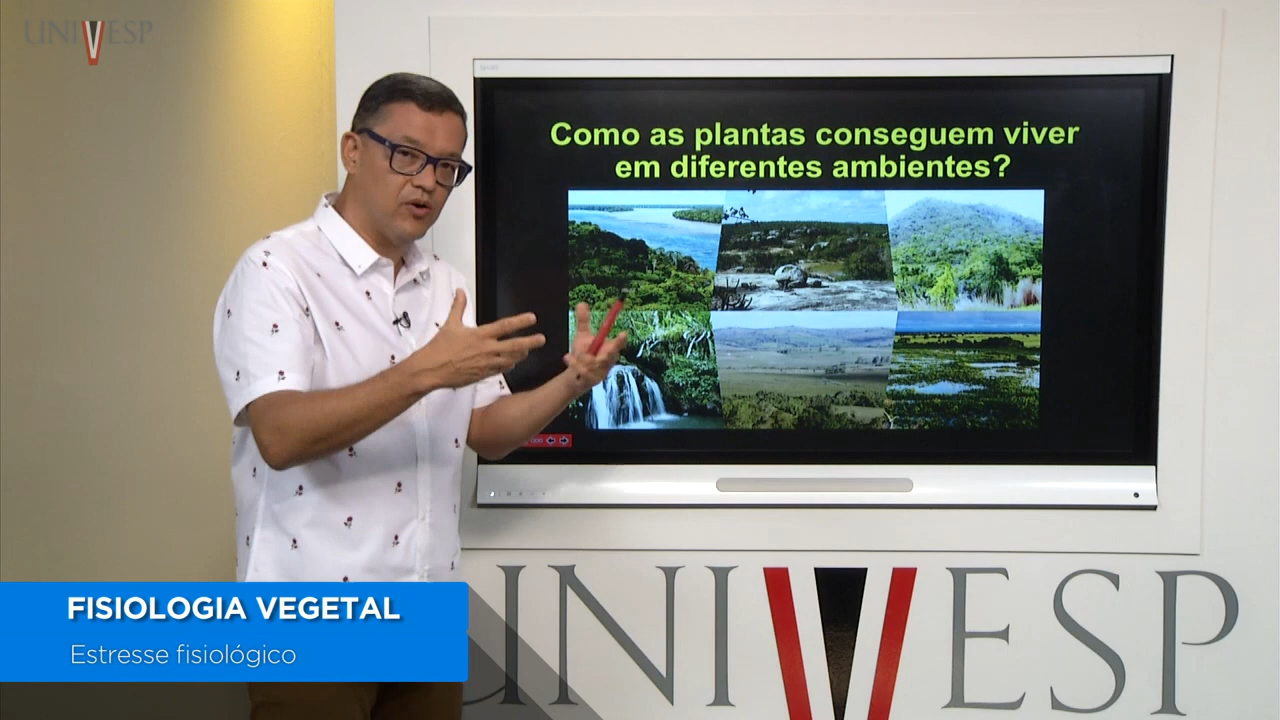 UNIVESP
Como as plantas conseguem viver
em diferentes ambientes?
FISIOLOGIA VEGETAL
Estresse fisiológico
UNIVESP